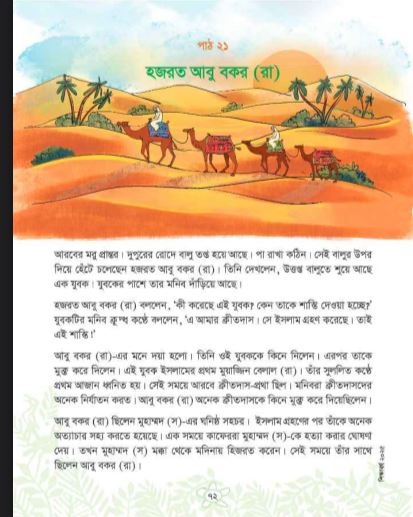 পাঠ ২১
হজরত আবু বকর (রা)
আরবের মরু প্রান্তর। দুপুরের রোদে বালু তপ্ত হয়ে আছে। পা রাখা কঠিন। সেই বালুর উপর
দিয়ে হেঁটে চলেছেন হজরত আবু বকর (রা)। তিনি দেখলেন, উত্তপ্ত বালুতে শুয়ে আছে
এক যুবক। যুবকের পাশে তার মনিব দাঁড়িয়ে আছে।
হজরত আবু বকর (রা) বললেন, ‘কী করেছে এই যুবক? কেন তাকে শাস্তি দেওয়া হচ্ছে?’
যুবকটির মনিব ক্রুদ্ধ কণ্ঠে বললেন, ‘এ আমার ক্রীতদাস। সে ইসলাম গ্রহণ করেছে। তাই
এই শাস্তি।’
আবু বকর (রা)-এর মনে দয়া হলো। তিনি ওই যুবককে কিনে নিলেন। এরপর তাকে
মুক্ত করে দিলেন। এই যুবক ইসলামের প্রথম মুয়াজ্জিন বেলাল (রা)। তাঁর সুললিত কণ্ঠে
প্রথম আজান ধ্বনিত হয়। সেই সময়ে আরবে ক্রীতদাস-প্রথা ছিল। মনিবরা ক্রীতদাসদের
অনেক নির্যাতন করত। আবু বকর (রা) অনেক ক্রীতদাসকে কিনে মুক্ত করে দিয়েছিলেন।
আবু বকর (রা) ছিলেন মুহাম্মদ (স)-এর ঘনিষ্ঠ সহচর। ইসলাম গ্রহণের পর তাঁকে অনেক
অত্যাচার সহ্য করতে হয়েছে। এক সময়ে কাফেররা মুহাম্মদ (স)-কে হত্যা করার ঘোষণা
দেয়। তখন মুহাম্মদ (স) মক্কা থেকে মদিনায় হিজরত করেন। সেই সময়ে তাঁর সাথে
ছিলেন আবু বকর (রা)।
৭২
শিক্ষাবর্ষ ২০২৫